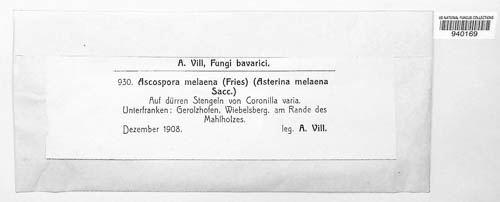 US NATIONAL FUNGUS COLLECTIONS
940169
A. Vill, Fungi bavarici.
930. Ascospora melaena (Fries) (Asterina melaena
Sacc.)
Auf dürren Stengeln von Coronilla varia.
Unterfranken: Gerolzhofen, Wiebelsberg, am Rande des
Mahlholzes.
Dezember 1908. leg. A. Vill.